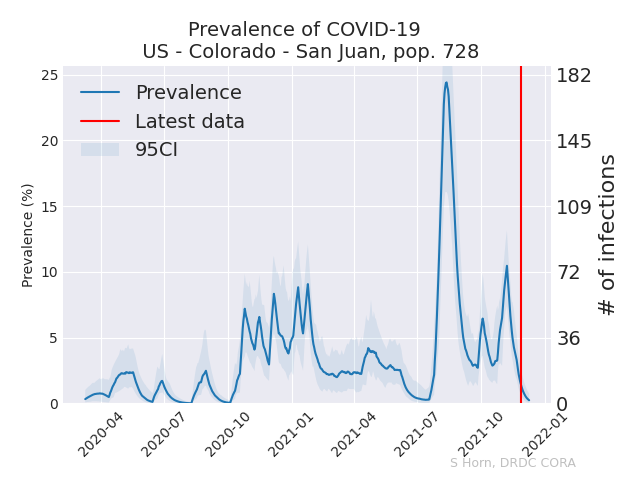 Prevalence of COVID-19
US - Colorado - San Juan, pop. 728
Prevalence
Latest data
95CI
Prevalence (%)
25
20
15
10
5
0
182
145
109
72
36
0
# of infections
2020-04
2020-07
2020-10
2021-01
2021-04
2021-07
2021-10
2022-01
S Horn, DRDC CORA